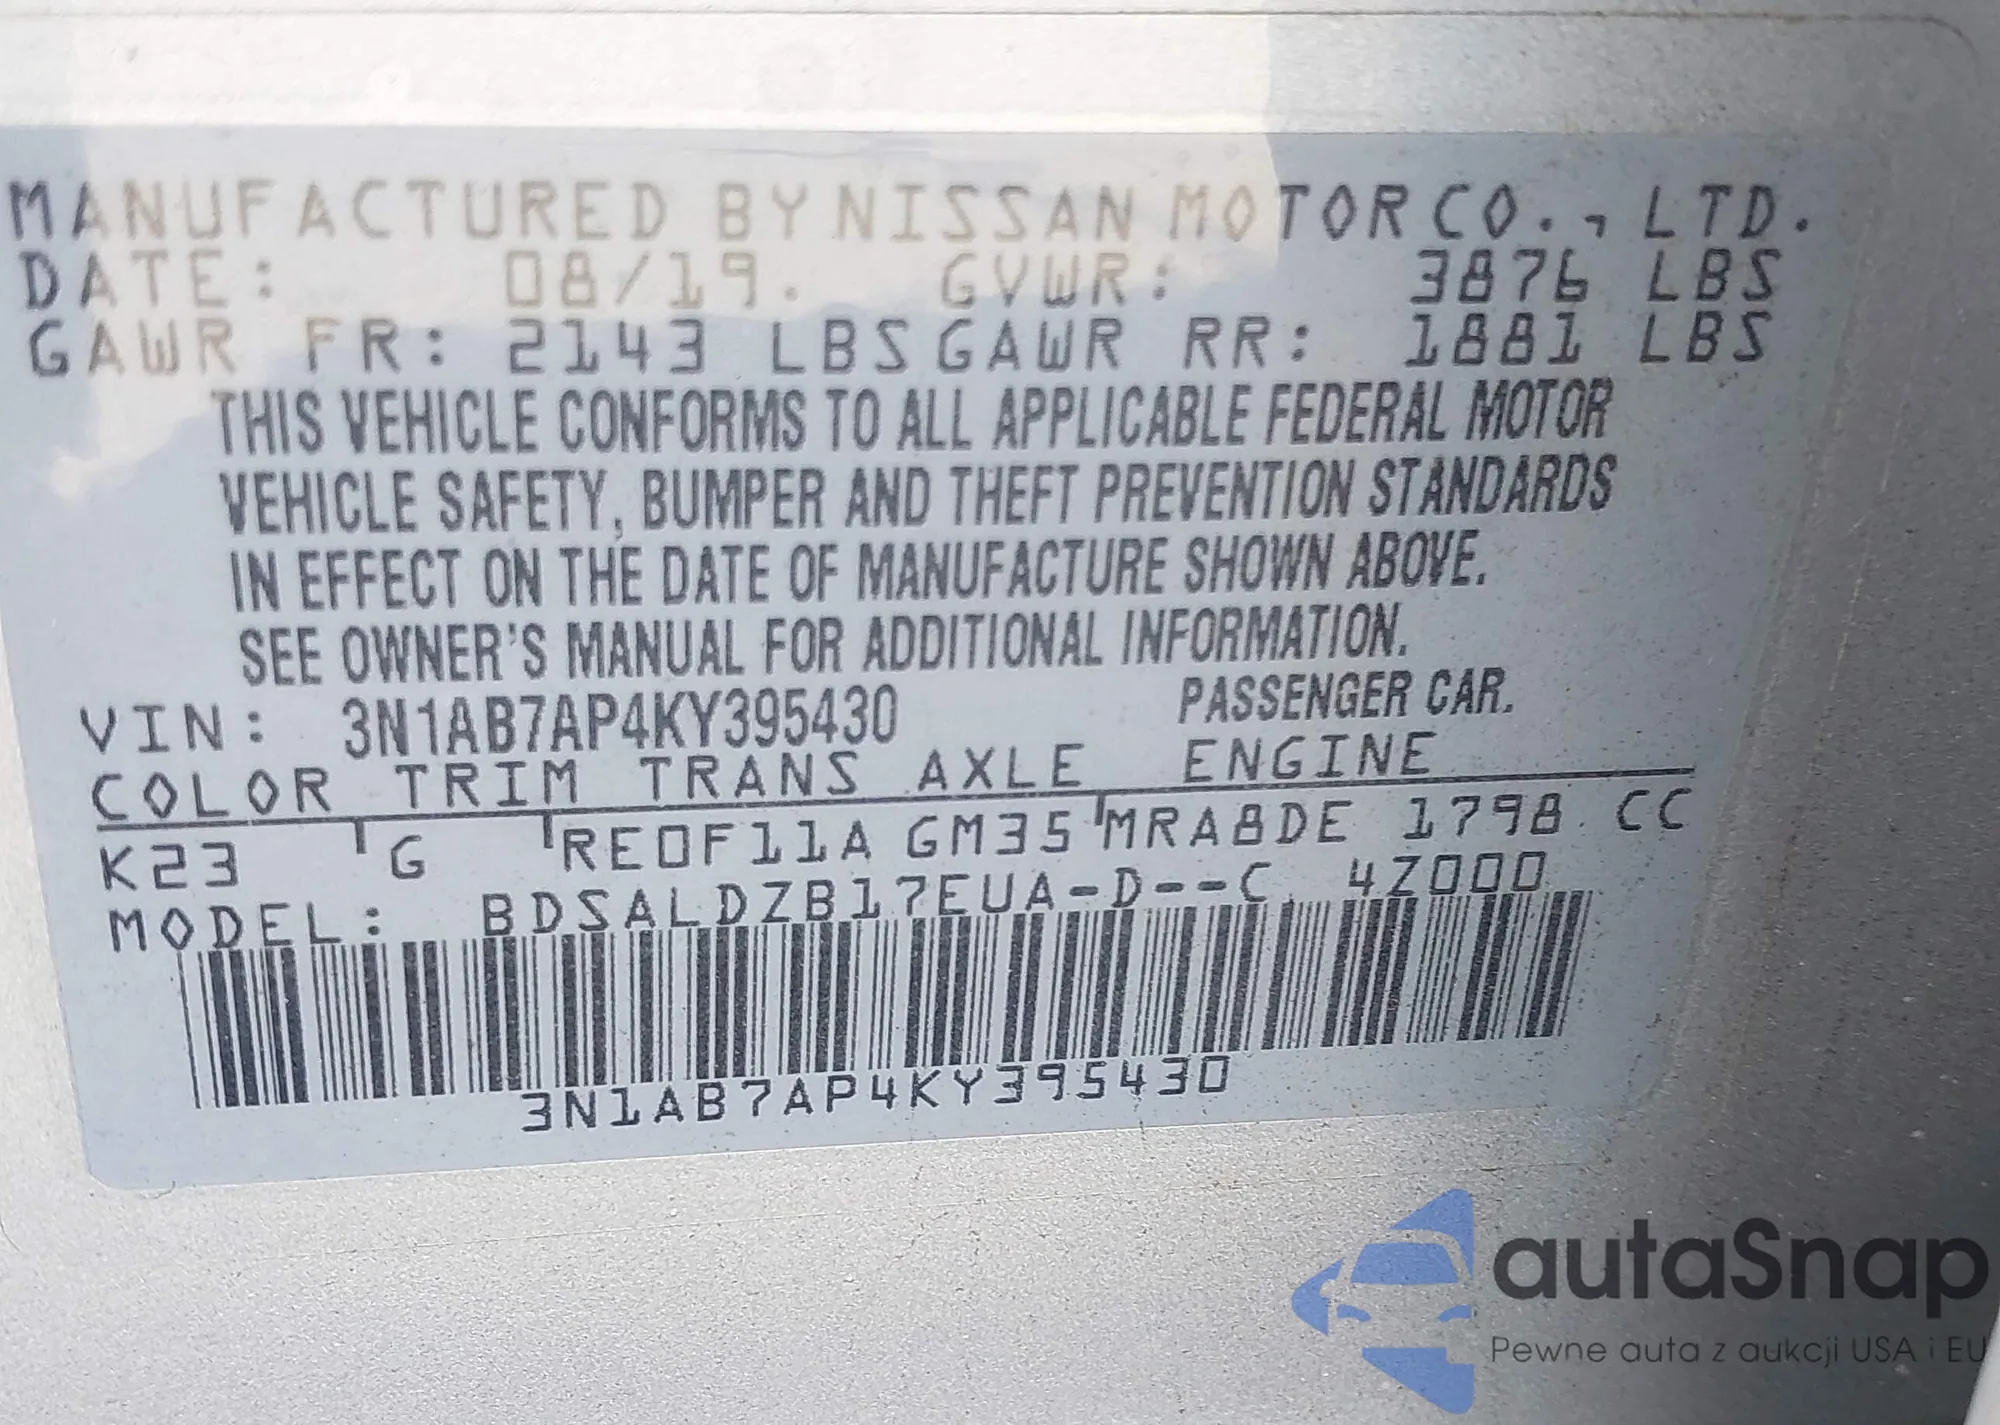 MANUFACTURED BY NISSAN MOTOR CO., LTD.
DATE: 08/19. GVWR: 3876 LBS
GAWR FR: 2143 LBS GAWR RR: 1881 LBS
THIS VEHICLE CONFORMS TO ALL APPLICABLE FEDERAL MOTOR
VEHICLE SAFETY, BUMPER AND THEFT PREVENTION STANDARDS
IN EFFECT ON THE DATE OF MANUFACTURE SHOWN ABOVE.
SEE OWNER'S MANUAL FOR ADDITIONAL INFORMATION.
VIN: 3N1AB7AP4KY395430 PASSENGER CAR.
COLOR TRIM TRANS AXLE ENGINE
K23 G RE0F11A GM35 MRA8DE 1798 CC
MODEL: BDSALDZB17EUA-D--C 4Z000
3N1AB7AP4KY395430
autaSnap
Pewne auta z aukcji USA i EU